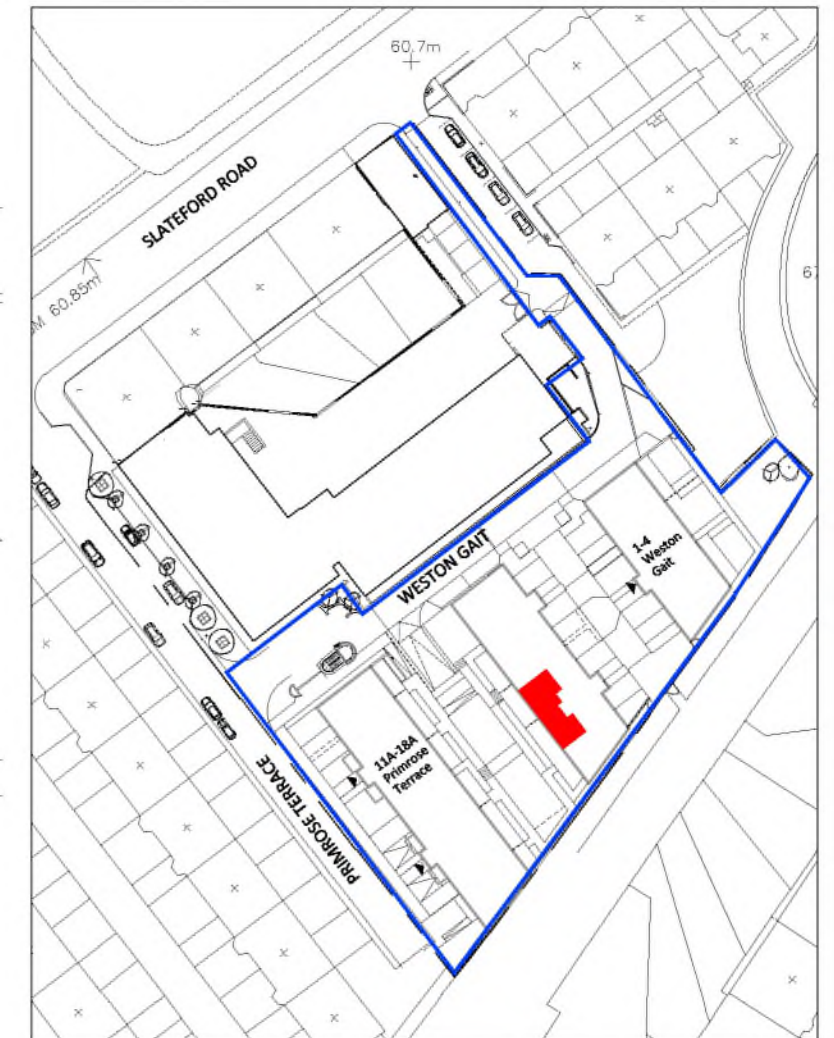 60.7m
SLATEFORD ROAD
60.85m
WESTON GAIT
1-4
Weston
Gait
11A-18A
Primrose
Terrace
PRIMROSE TERRACE